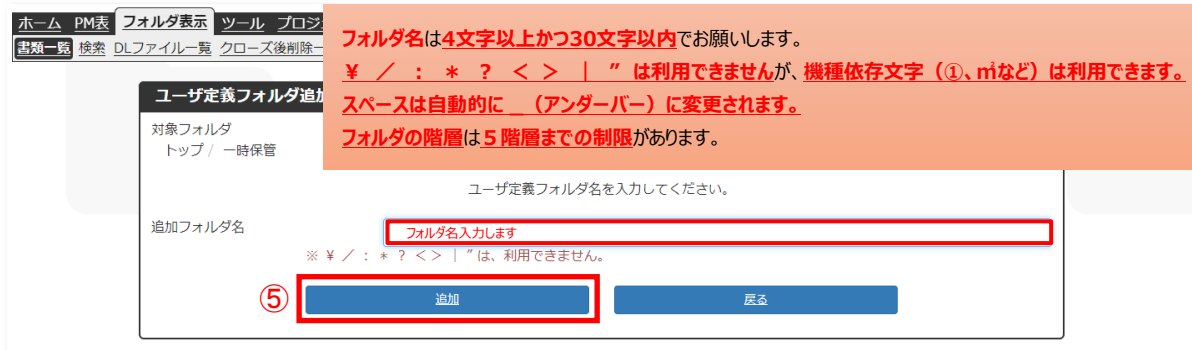 ホーム PM表 フォルダ表示 ツール プロジ
書類一覧 検索 DLファイル一覧 クローズ後削除一
フォルダ名は4文字以上かつ30文字以内でお願いします。
¥ ／ : * ? < > | ” は利用できませんが、機種依存文字（①、㎡など）は利用できます。
スペースは自動的に _（アンダーバー）に変更されます。
フォルダの階層は５階層までの制限があります。
ユーザ定義フォルダ追加
対象フォルダ
トップ / 一時保管
ユーザ定義フォルダ名を入力してください。
追加フォルダ名
フォルダ名入力します
※ ¥ ／ : * ? < > | ” は、利用できません。
⑤ 追加 戻る